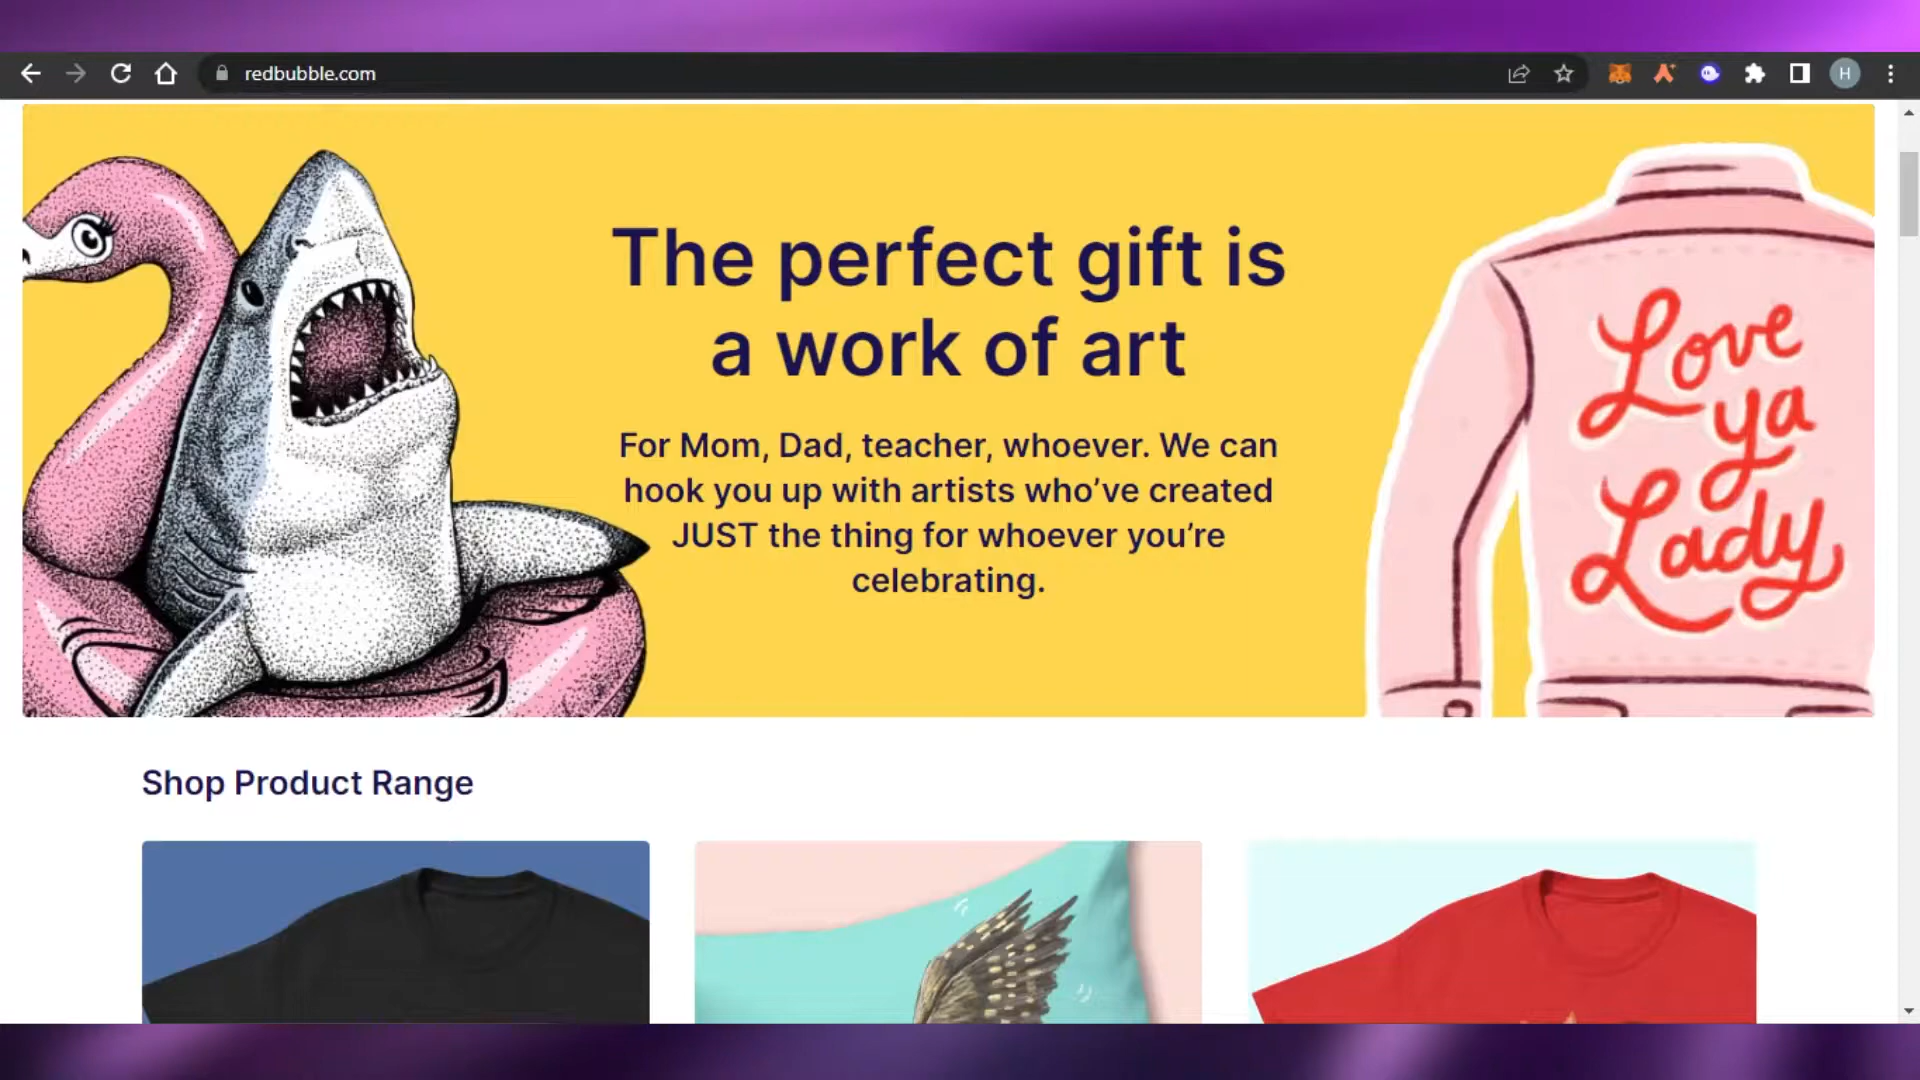 redbubble.com
H
The perfect gift is
a work of art
For Mom, Dad, teacher, whoever. We can
hook you up with artists who’ve created
JUST the thing for whoever you’re
celebrating.
Love
ya
Lady
Shop Product Range